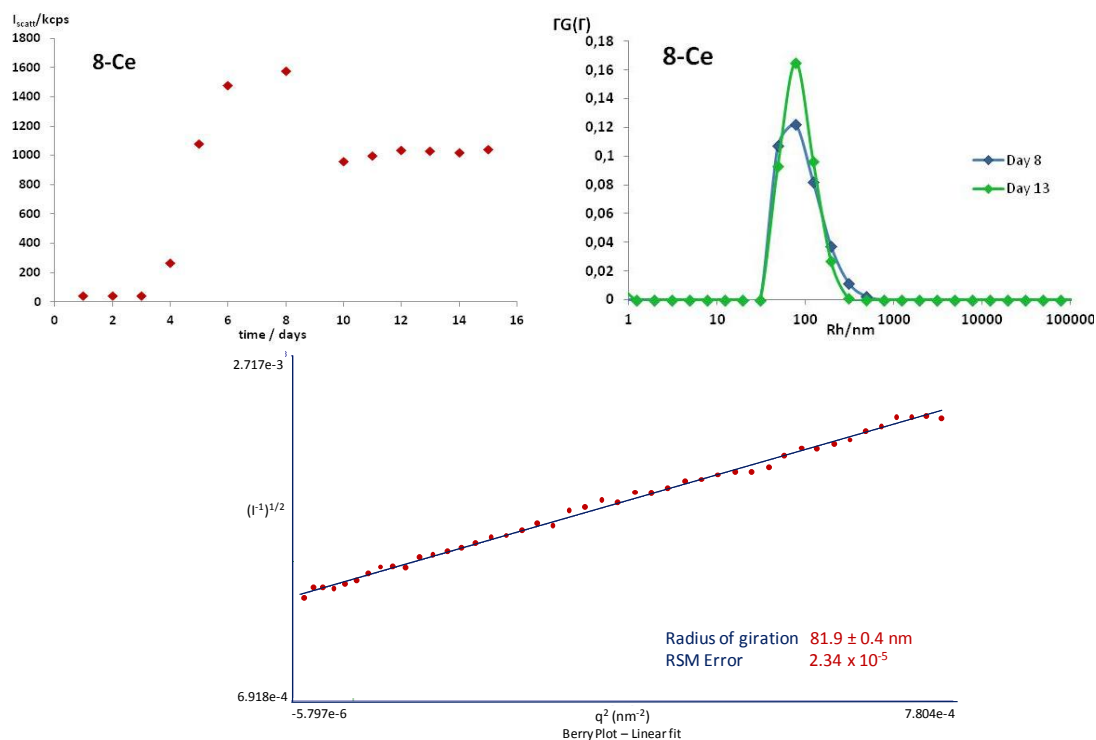 I_scatt/kcps
8-Ce
1800
1600
1400
1200
1000
800
600
400
200
0
0 2 4 6 8 10 12 14 16
time / days
ΓG(Γ)
8-Ce
0,18
0,16
0,14
0,12
0,1
0,08
0,06
0,04
0,02
0
1 10 100 1000 10000 100000
Rh/nm
Day 8
Day 13
2.717e-3
(I⁻¹)¹/²
6.918e-4
Radius of giration 81.9 ± 0.4 nm
RSM Error 2.34 x 10⁻⁵
-5.797e-6
q² (nm⁻²)
7.804e-4
Berry Plot – Linear fit